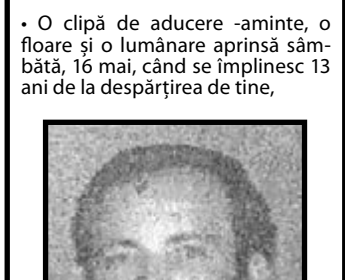 • O clipă de aducere -aminte, o
floare și o lumânare aprinsă sâm-
bătă, 16 mai, când se împlinesc 13
ani de la despărțirea de tine,